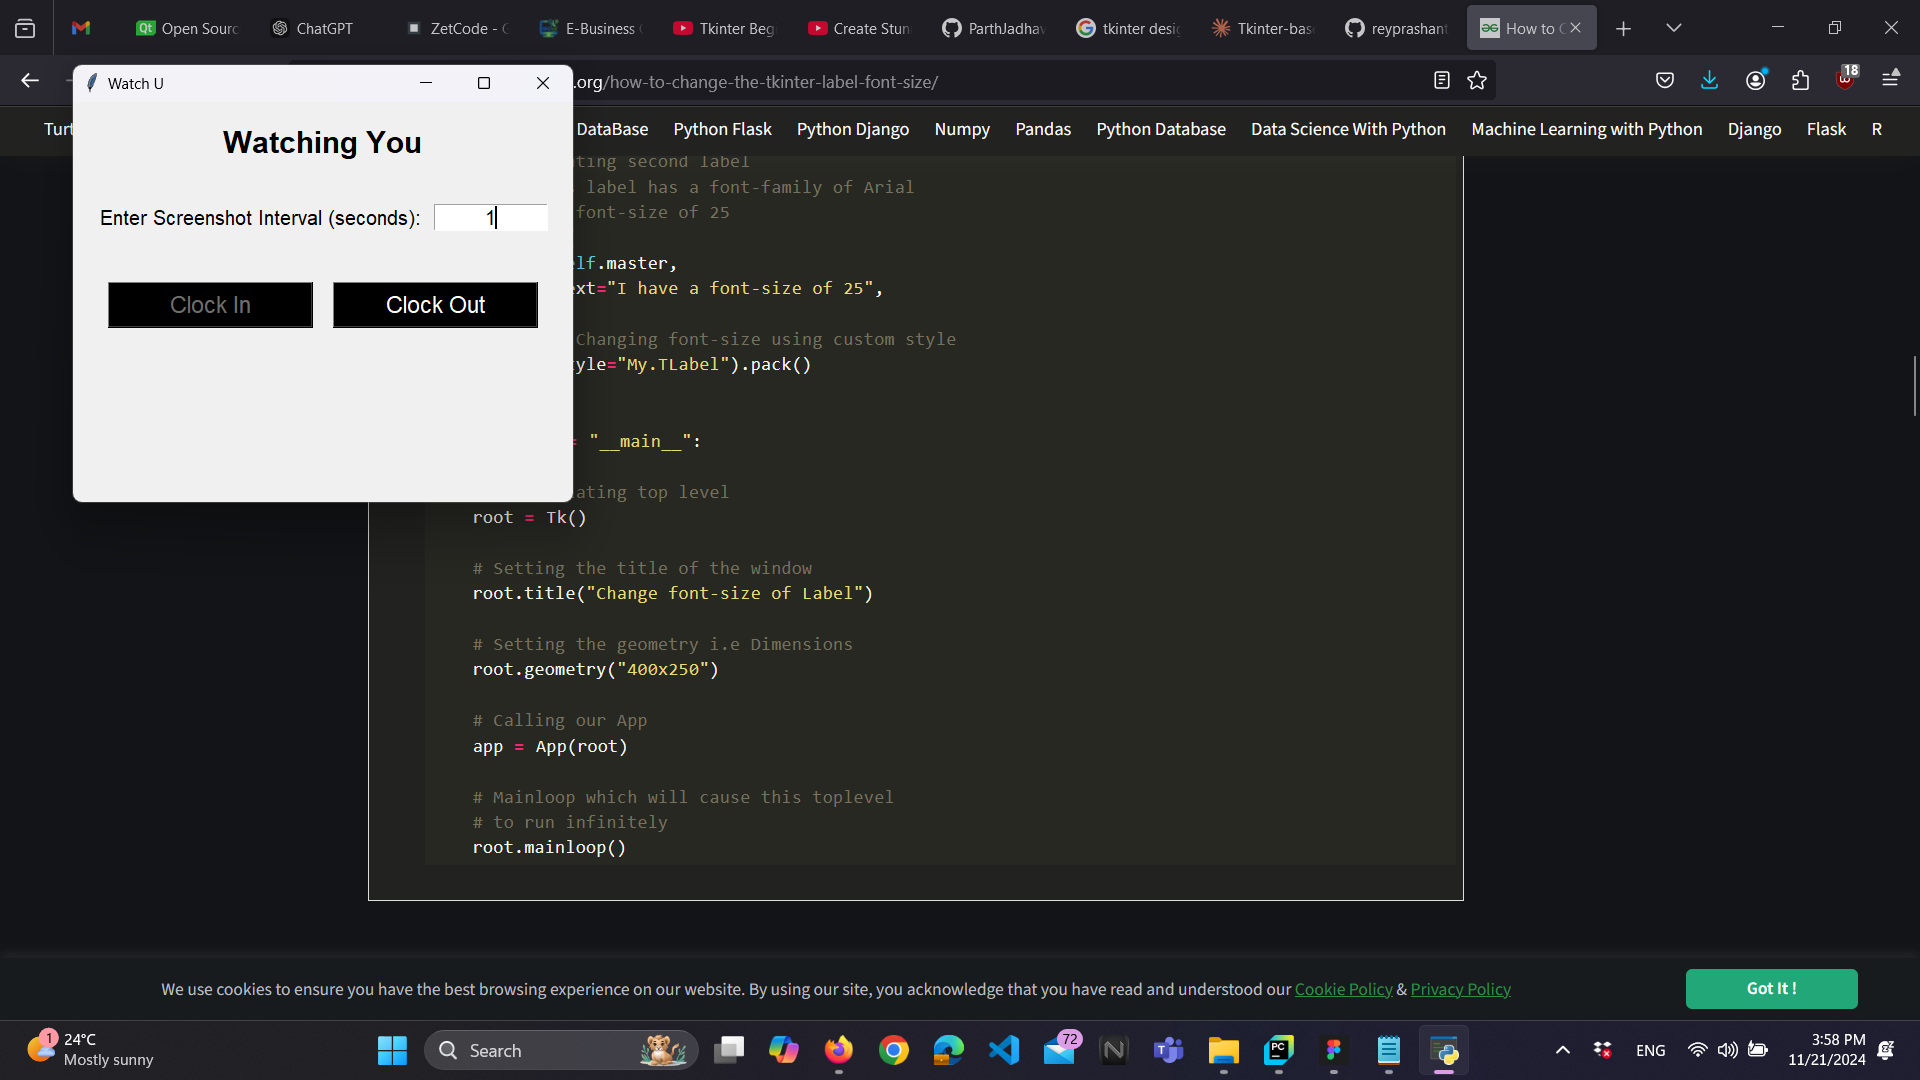 Open Sourc
ChatGPT
ZetCode - G
E-Business
Tkinter Beg
Create Stun
ParthJadhav
tkinter desig
Tkinter-base
reyprashant
How to C
Watch U
.org/how-to-change-the-tkinter-label-font-size/
18
Turt
DataBase
Python Flask
Python Django
Numpy
Pandas
Python Database
Data Science With Python
Machine Learning with Python
Django
Flask
R
Watching You
Enter Screenshot Interval (seconds):
1
Clock In
Clock Out
ting second label
label has a font-family of Arial
font-size of 25
lf.master,
xt="I have a font-size of 25",
Changing font-size using custom style
yle="My.TLabel").pack()
= "__main__":
ating top level
root = Tk()
# Setting the title of the window
root.title("Change font-size of Label")
# Setting the geometry i.e Dimensions
root.geometry("400x250")
# Calling our App
app = App(root)
# Mainloop which will cause this toplevel
# to run infinitely
root.mainloop()
We use cookies to ensure you have the best browsing experience on our website. By using our site, you acknowledge that you have read and understood our Cookie Policy & Privacy Policy
Got It !
1
24°C
Mostly sunny
Search
72
ENG
3:58 PM
11/21/2024